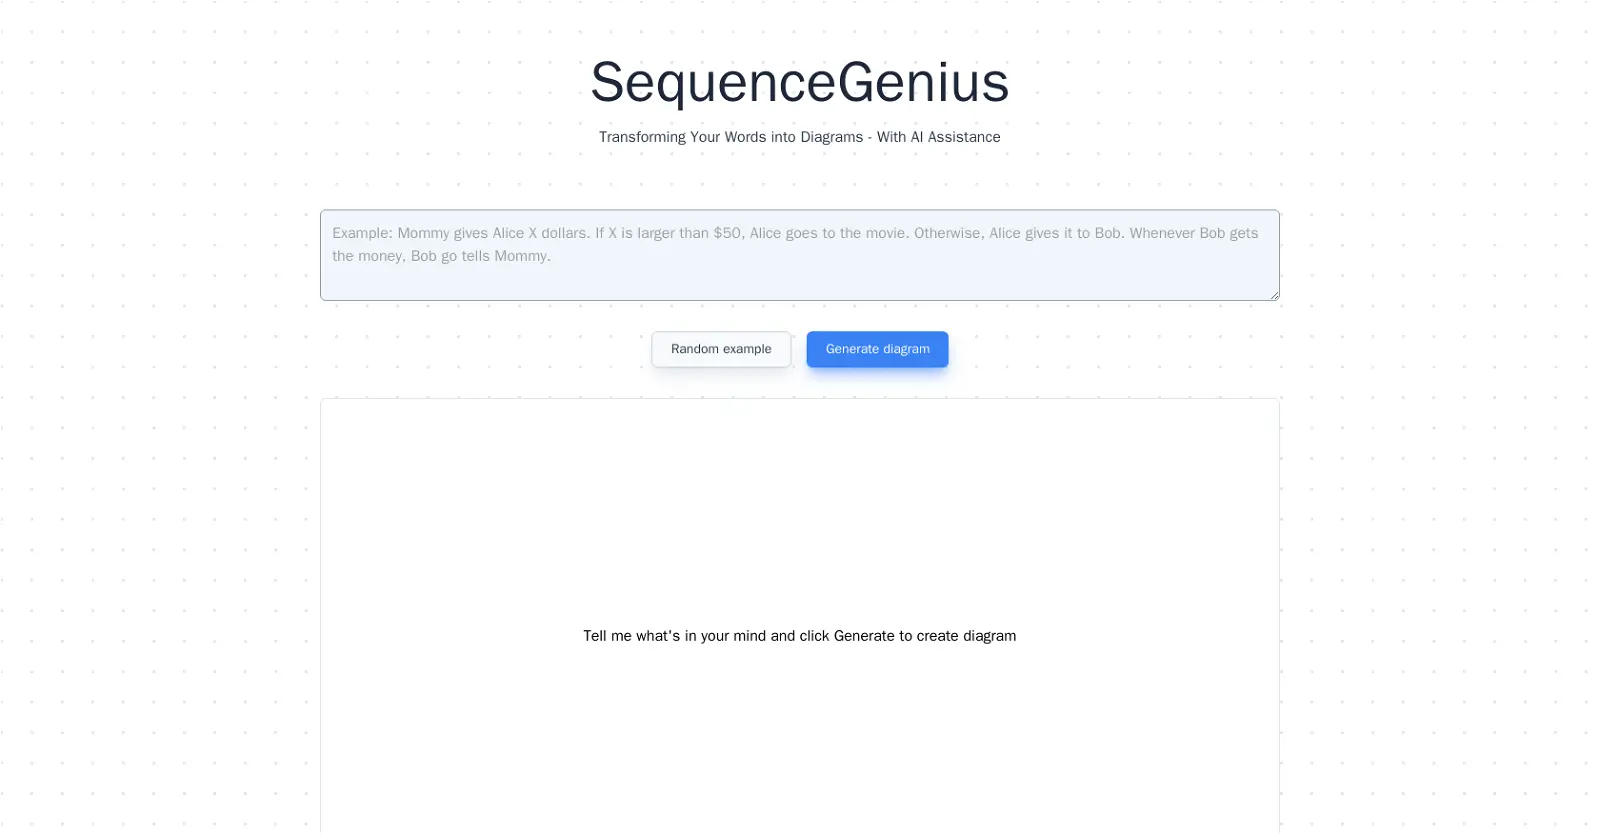 SequenceGenius
Transforming Your Words into Diagrams - With AI Assistance
Example: Mommy gives Alice X dollars. If X is larger than $50, Alice goes to the movie. Otherwise, Alice gives it to Bob. Whenever Bob gets
the money, Bob go tells Mommy.
Random example
Generate diagram
Tell me what's in your mind and click Generate to create diagram